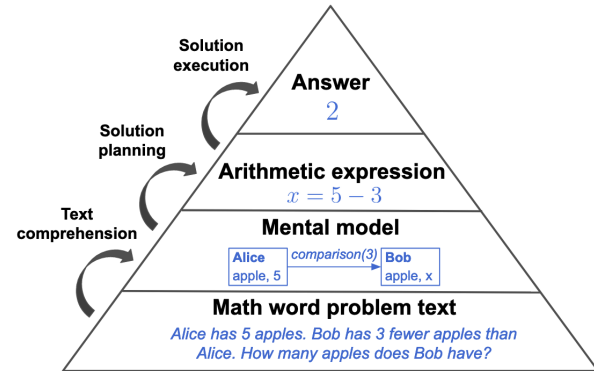 Solution
execution
Answer
2
Solution
planning
Arithmetic expression
x = 5 − 3
Text
comprehension
Mental model
Alice
apple, 5
comparison(3)
Bob
apple, x
Math word problem text
Alice has 5 apples. Bob has 3 fewer apples than
Alice. How many apples does Bob have?